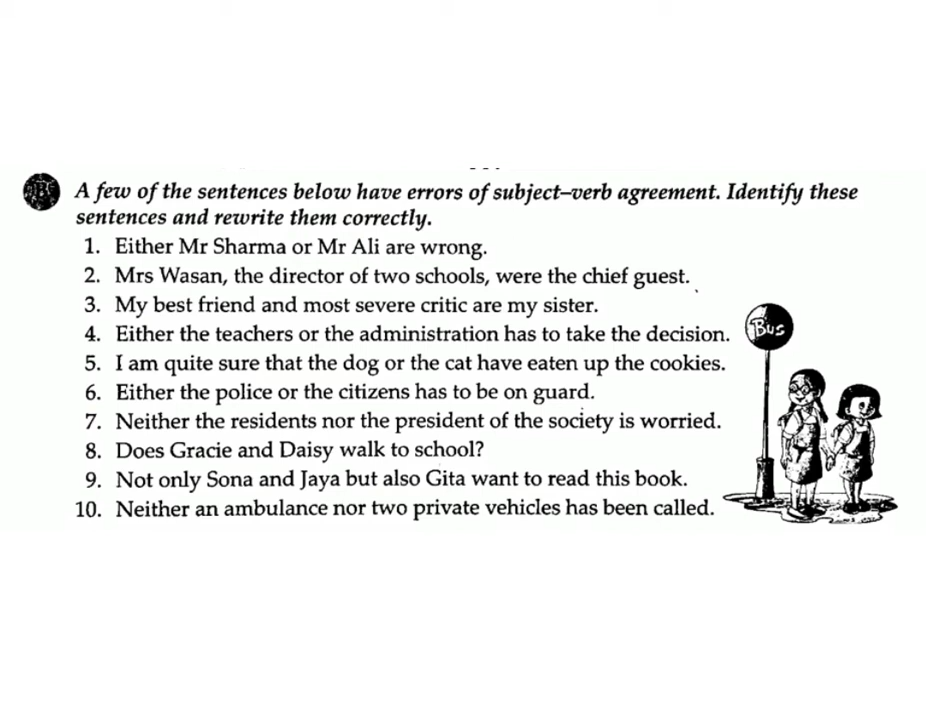 A few of the sentences below have errors of subject–verb agreement. Identify these
sentences and rewrite them correctly.
1. Either Mr Sharma or Mr Ali are wrong.
2. Mrs Wasan, the director of two schools, were the chief guest.
3. My best friend and most severe critic are my sister.
4. Either the teachers or the administration has to take the decision.
Bus
5. I am quite sure that the dog or the cat have eaten up the cookies.
6. Either the police or the citizens has to be on guard.
7. Neither the residents nor the president of the society is worried.
8. Does Gracie and Daisy walk to school?
9. Not only Sona and Jaya but also Gita want to read this book.
10. Neither an ambulance nor two private vehicles has been called.